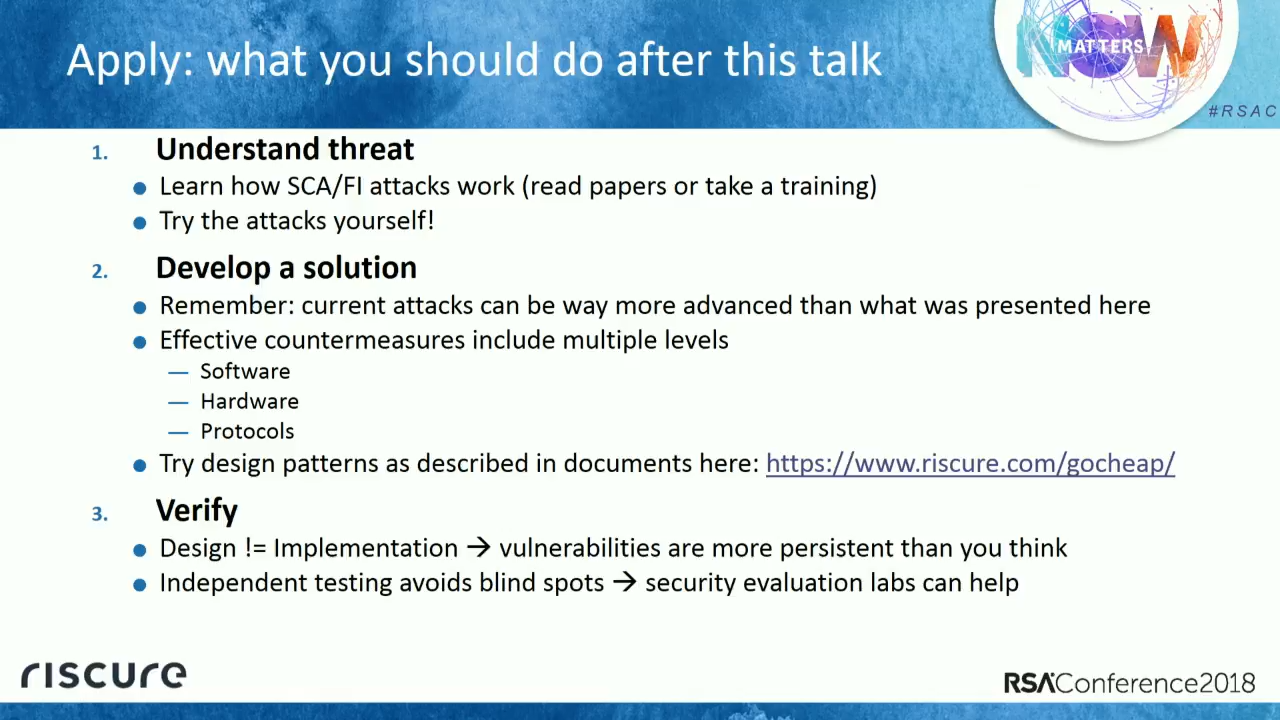 Apply: what you should do after this talk
NOW
MATTERS
#RSAC
1. Understand threat
● Learn how SCA/FI attacks work (read papers or take a training)
● Try the attacks yourself!
2. Develop a solution
● Remember: current attacks can be way more advanced than what was presented here
● Effective countermeasures include multiple levels
— Software
— Hardware
— Protocols
● Try design patterns as described in documents here: https://www.riscure.com/gocheap/
3. Verify
● Design != Implementation → vulnerabilities are more persistent than you think
● Independent testing avoids blind spots → security evaluation labs can help
riscure
RSAConference2018